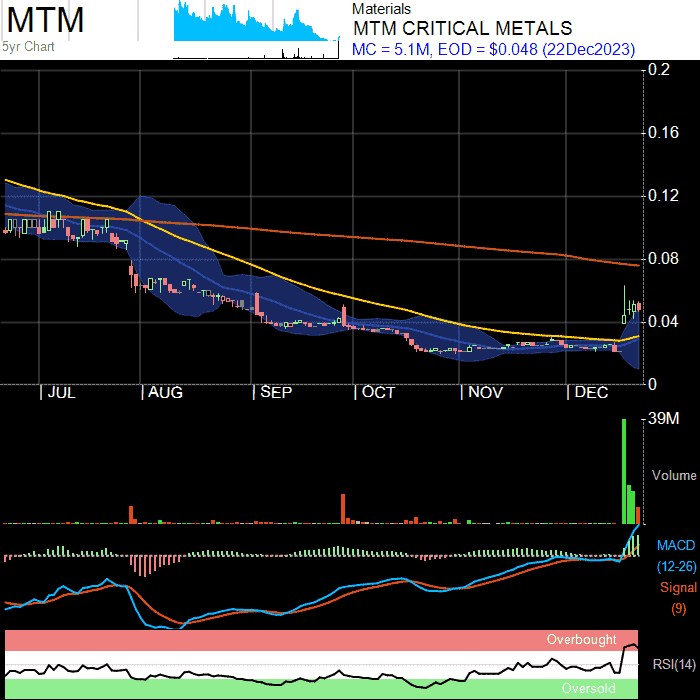 MTM
5yr Chart
Materials
MTM CRITICAL METALS
MC = 5.1M, EOD = $0.048 (22Dec2023)
0.2
0.16
0.12
0.08
0.04
0
JUL
AUG
SEP
OCT
NOV
DEC
39M
Volume
MACD
(12-26)
Signal
(9)
Overbought
RSI(14)
Oversold